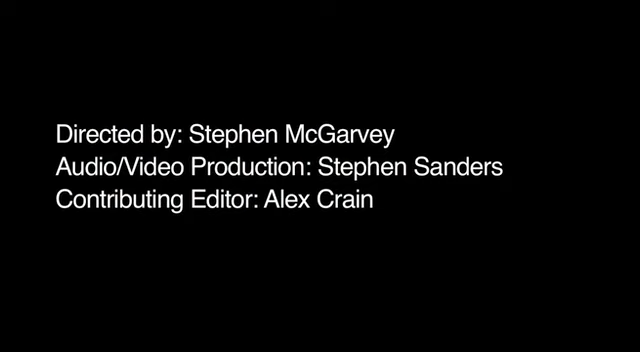 Directed by: Stephen McGarvey
Audio/Video Production: Stephen Sanders
Contributing Editor: Alex Crain